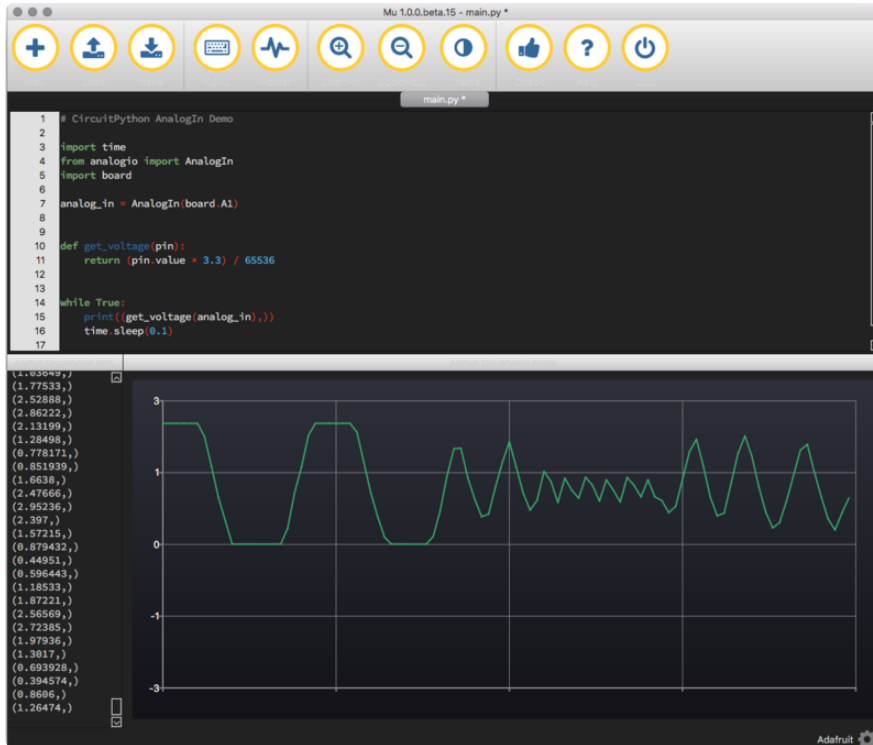 Mu 1.0.0.beta.15 - main.py *
main.py *
1 # CircuitPython AnalogIn Demo
2
3 import time
4 from analogio import AnalogIn
5 import board
6
7 analog_in = AnalogIn(board.A1)
8
9
10 def get_voltage(pin):
11 return (pin.value * 3.3) / 65536
12
13
14 while True:
15 print((get_voltage(analog_in),))
16 time.sleep(0.1)
17
(1.03649,)
(1.77533,)
(2.52888,)
(2.86222,)
(2.13199,)
(1.28498,)
(0.778171,)
(0.851939,)
(1.6638,)
(2.47666,)
(2.95236,)
(2.397,)
(1.57215,)
(0.879432,)
(0.44951,)
(0.596443,)
(1.18533,)
(1.87221,)
(2.56569,)
(2.72385,)
(1.97936,)
(1.3017,)
(0.693928,)
(0.394574,)
(0.8606,)
(1.26474,)
3
1
0
-1
-3
Adafruit